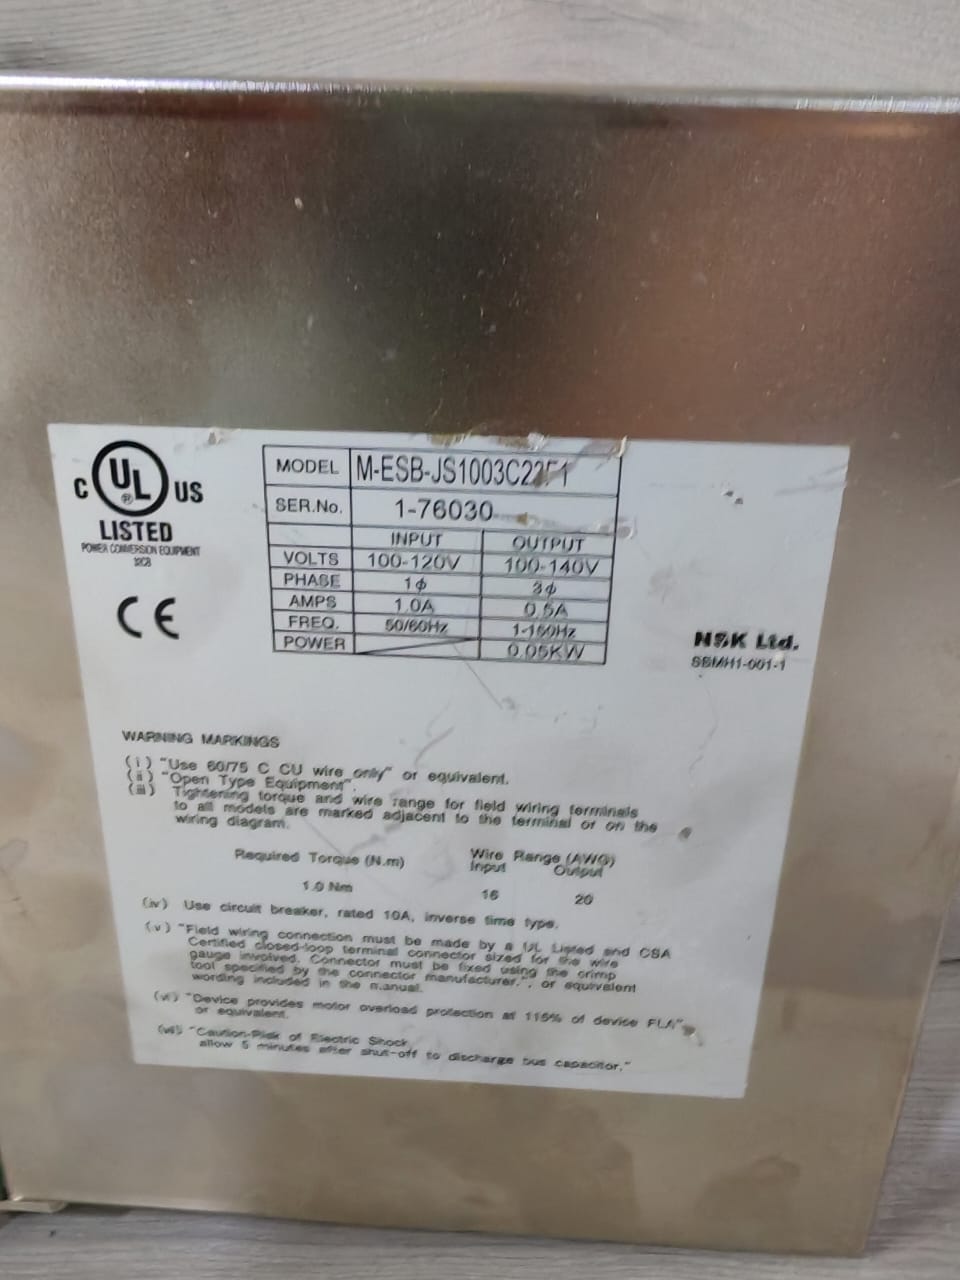 C UL ® US
LISTED
POWER CONVERSION EQUIPMENT
32CB
CE
MODEL M-ESB-JS1003C23F1
SER.No. 1-76030
INPUT OUTPUT
VOLTS 100-120V 100-140V
PHASE 1φ 3φ
AMPS 1.0A 0.5A
FREQ. 50/60Hz 1-150Hz
POWER 0.05KW
NSK Ltd.
SBMH1-001-1
WARNING MARKINGS
(i) "Use 60/75 C CU wire only" or equivalent.
(ii) "Open Type Equipment".
(iii) Tightening torque and wire range for field wiring terminals
to all models are marked adjacent to the terminal or on the
wiring diagram.
Required Torque (N.m) Wire Range (AWG)
Input Output
1.0 Nm 16 20
(iv) Use circuit breaker, rated 10A, inverse time type.
(v) "Field wiring connection must be made by a UL Listed and CSA
Certified closed-loop terminal connector sized for the wire
gauge involved. Connector must be fixed using the crimp
tool specified by the connector manufacturer.", or equivalent
wording included in the manual.
(vi) "Device provides motor overload protection at 115% of device FLA"
or equivalent.
(vii) "Caution-Risk of Electric Shock
allow 5 minutes after shut-off to discharge bus capacitor."